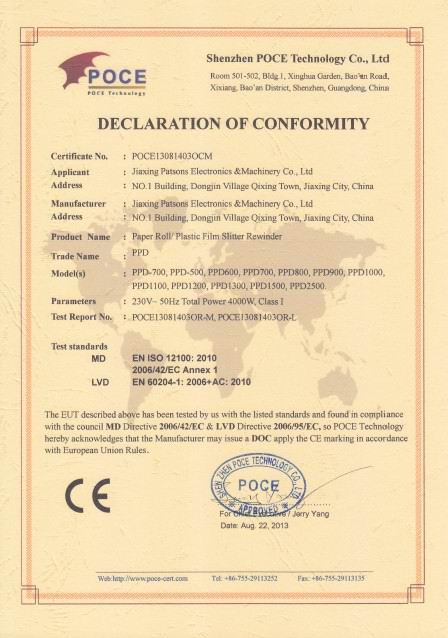 POCE
POCE Technology
Shenzhen POCE Technology Co., Ltd
Room 501-502, Bldg.1, Xinghua Garden, Bao'an Road,
Xixiang, Bao'an District, Shenzhen, Guangdong, China
DECLARATION OF CONFORMITY
Certificate No. : POCE13081403OCM
Applicant : Jiaxing Patsons Electronics &Machinery Co., Ltd
Address : NO.1 Building, Dongjin Village Qixing Town, Jiaxing City, China
Manufacturer : Jiaxing Patsons Electronics &Machinery Co., Ltd
Address : NO.1 Building, Dongjin Village Qixing Town, Jiaxing City, China
Product Name : Paper Roll/ Plastic Film Slitter Rewinder
Trade Name : PPD
Model(s) : PPD-700, PPD-500, PPD600, PPD700, PPD800, PPD900, PPD1000,
PPD1100, PPD1200, PPD1300, PPD1500, PPD2500.
Parameters : 230V~ 50Hz Total Power 4000W, Class I
Test Report No. : POCE13081403OR-M, POCE13081403OR-L
Test standards
MD EN ISO 12100: 2010
2006/42/EC Annex 1
LVD EN 60204-1: 2006+AC: 2010
The EUT described above has been tested by us with the listed standards and found in compliance
with the council MD Directive 2006/42/EC & LVD Directive 2006/95/EC, so POCE Technology
hereby acknowledges that the Manufacturer may issue a DOC apply the CE marking in accordance
with European Union Rules.
CE
SHEN ZHEN POCE TECHNOLOGY CO., LTD.
POCE
APPROVED
For / Jerry Yang
Date: Aug. 22, 2013
Web:http://www.poce-cert.com Tel: +86-755-29113252 Fax: +86-755-29113135